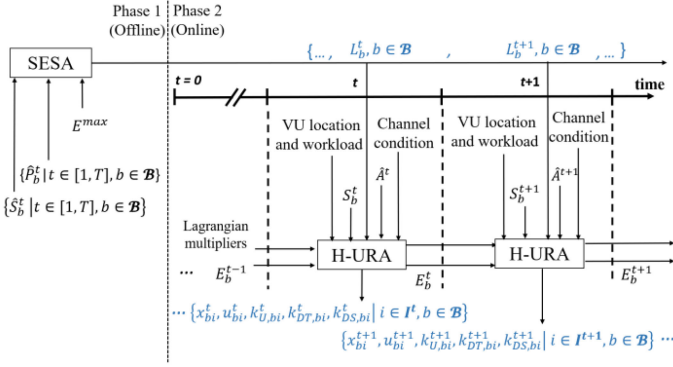 Phase 1 Phase 2
(Offline) (Online)
SESA
{…, L_b^t, b ∈ 𝓑 , L_b^{t+1}, b ∈ 𝓑 , …}
t = 0 t t+1 time
E^{max}
VU location and workload
Channel condition
VU location and workload
Channel condition
{P̂_b^t | t ∈ [1, T], b ∈ 𝓑}
{Ŝ_b^t | t ∈ [1, T], b ∈ 𝓑}
S_b^t Â^t S_b^{t+1} Â^{t+1}
Lagrangian
multipliers
H-URA H-URA
… E_b^{t−1} E_b^t E_b^{t+1}
… {x_{bi}^t, u_{bi}^t, k_{U,bi}^t, k_{DT,bi}^t, k_{DS,bi}^t | i ∈ I^t, b ∈ 𝓑}
{x_{bi}^{t+1}, u_{bi}^{t+1}, k_{U,bi}^{t+1}, k_{DT,bi}^{t+1}, k_{DS,bi}^{t+1} | i ∈ I^{t+1}, b ∈ 𝓑} …